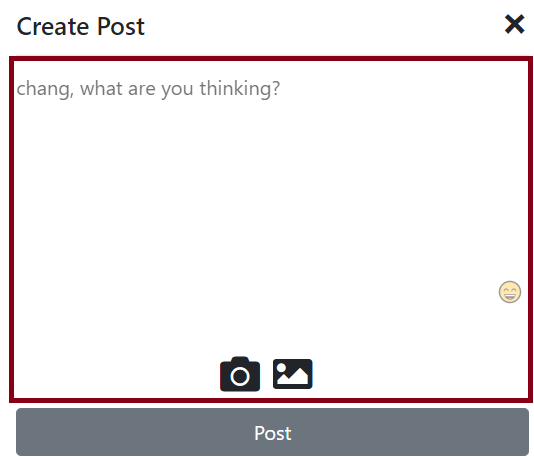 Create Post
chang, what are you thinking?
Post